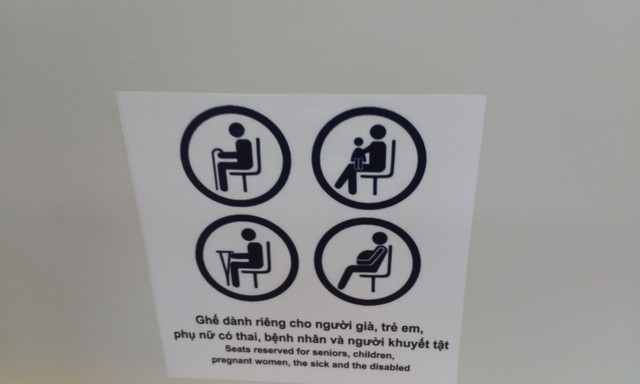 Ghế dành riêng cho người già, trẻ em,
phụ nữ có thai, bệnh nhân và người khuyết tật
Seats reserved for seniors, children,
pregnant women, the sick and the disabled